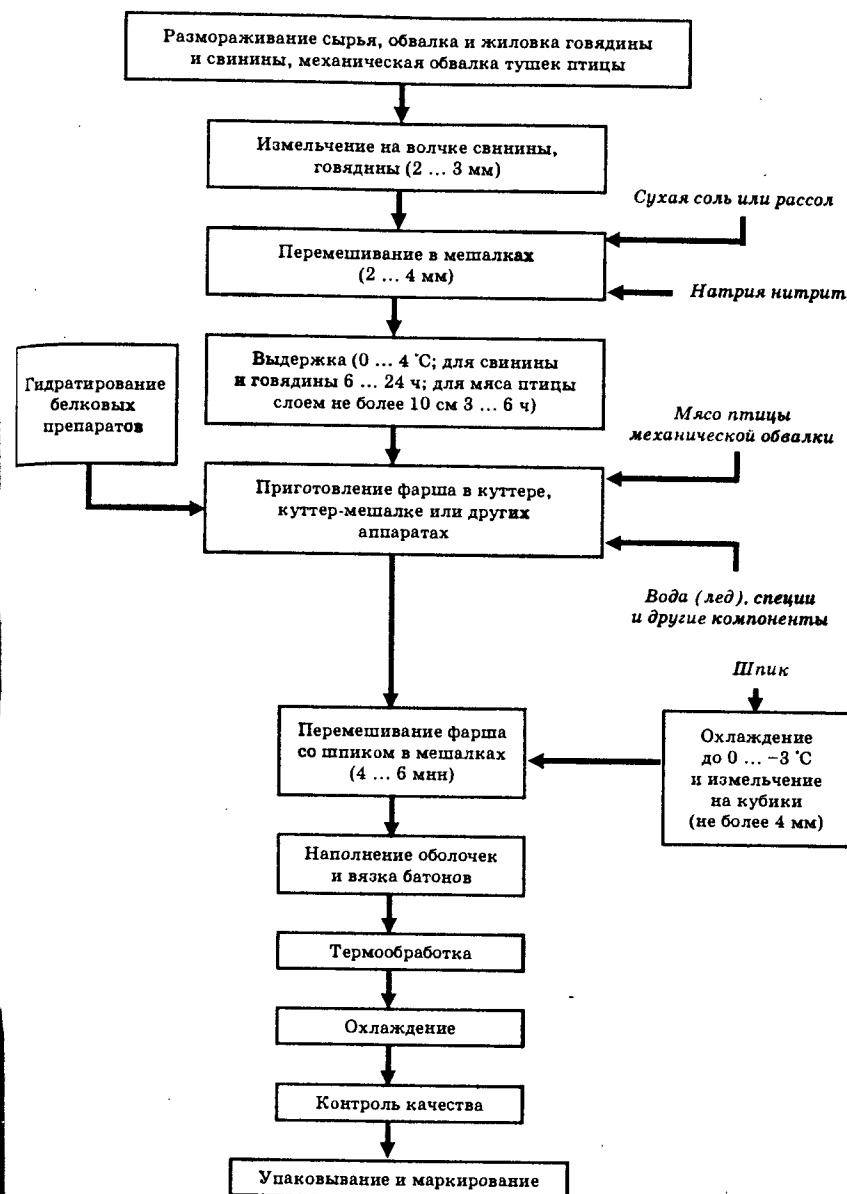 Размораживание сырья, обвалка и жиловка говядины
и свинины, механическая обвалка тушек птицы
Измельчение на волчке свинины,
говядины (2 ... 3 мм)
Сухая соль или рассол
Перемешивание в мешалках
(2 ... 4 мм)
Натрия нитрит
Выдержка (0 ... 4 °С; для свинины
и говядины 6 ... 24 ч; для мяса птицы
слоем не более 10 см 3 ... 6 ч)
Гидратирование
белковых
препаратов
Мясо птицы
механической обвалки
Приготовление фарша в куттере,
куттер-мешалке или других
аппаратах
Вода (лед), специи
и другие компоненты
Шпик
Перемешивание фарша
со шпиком в мешалках
(4 ... 6 мин)
Охлаждение
до 0 ... −3 °С
и измельчение
на кубики
(не более 4 мм)
Наполнение оболочек
и вязка батонов
Термообработка
Охлаждение
Контроль качества
Упаковывание и маркирование